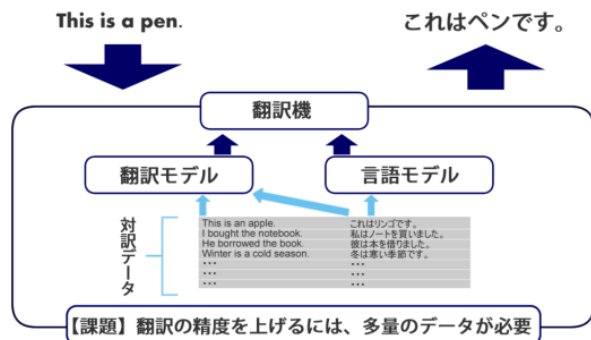 This is a pen.
これはペンです。
翻訳機
翻訳モデル
言語モデル
対訳データ
This is an apple. これはリンゴです。
I bought the notebook. 私はノートを買いました。
He borrowed the book. 彼は本を借りました。
Winter is a cold season. 冬は寒い季節です。
・・・ ・・・
・・・ ・・・
・・・ ・・・
【課題】翻訳の精度を上げるには、多量のデータが必要